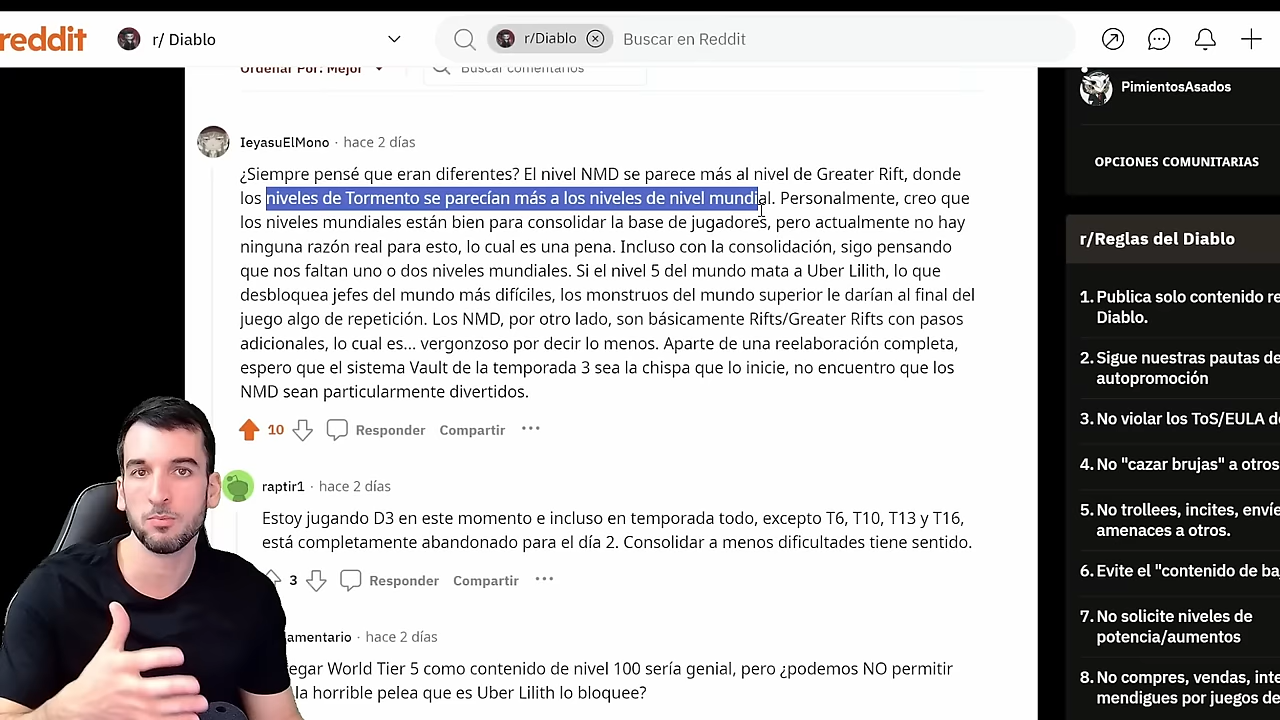 reddit
r/ Diablo
r/Diablo
Buscar en Reddit
Ordenar Por: Mejor
Buscar comentarios
PimientosAsados
OPCIONES COMUNITARIAS
IeyasuElMono · hace 2 días
¿Siempre pensé que eran diferentes? El nivel NMD se parece más al nivel de Greater Rift, donde
los niveles de Tormento se parecían más a los niveles de nivel mundial. Personalmente, creo que
los niveles mundiales están bien para consolidar la base de jugadores, pero actualmente no hay
ninguna razón real para esto, lo cual es una pena. Incluso con la consolidación, sigo pensando
que nos faltan uno o dos niveles mundiales. Si el nivel 5 del mundo mata a Uber Lilith, lo que
desbloquea jefes del mundo más difíciles, los monstruos del mundo superior le darían al final del
juego algo de repetición. Los NMD, por otro lado, son básicamente Rifts/Greater Rifts con pasos
adicionales, lo cual es... vergonzoso por decir lo menos. Aparte de una reelaboración completa,
espero que el sistema Vault de la temporada 3 sea la chispa que lo inicie, no encuentro que los
NMD sean particularmente divertidos.
10 Responder Compartir ...
raptir1 · hace 2 días
Estoy jugando D3 en este momento e incluso en temporada todo, excepto T6, T10, T13 y T16,
está completamente abandonado para el día 2. Consolidar a menos dificultades tiene sentido.
3 Responder Compartir ...
amentario · hace 2 días
egar World Tier 5 como contenido de nivel 100 sería genial, pero ¿podemos NO permitir
la horrible pelea que es Uber Lilith lo bloquee?
r/Reglas del Diablo
1. Publica solo contenido re
Diablo.
2. Sigue nuestras pautas de
autopromoción
3. No violar los ToS/EULA d
4. No "cazar brujas" a otros
5. No trollees, incites, envíe
amenaces a otros.
6. Evite el "contenido de ba
7. No solicite niveles de
potencia/aumentos
8. No compres, vendas, inte
mendigues por juegos de